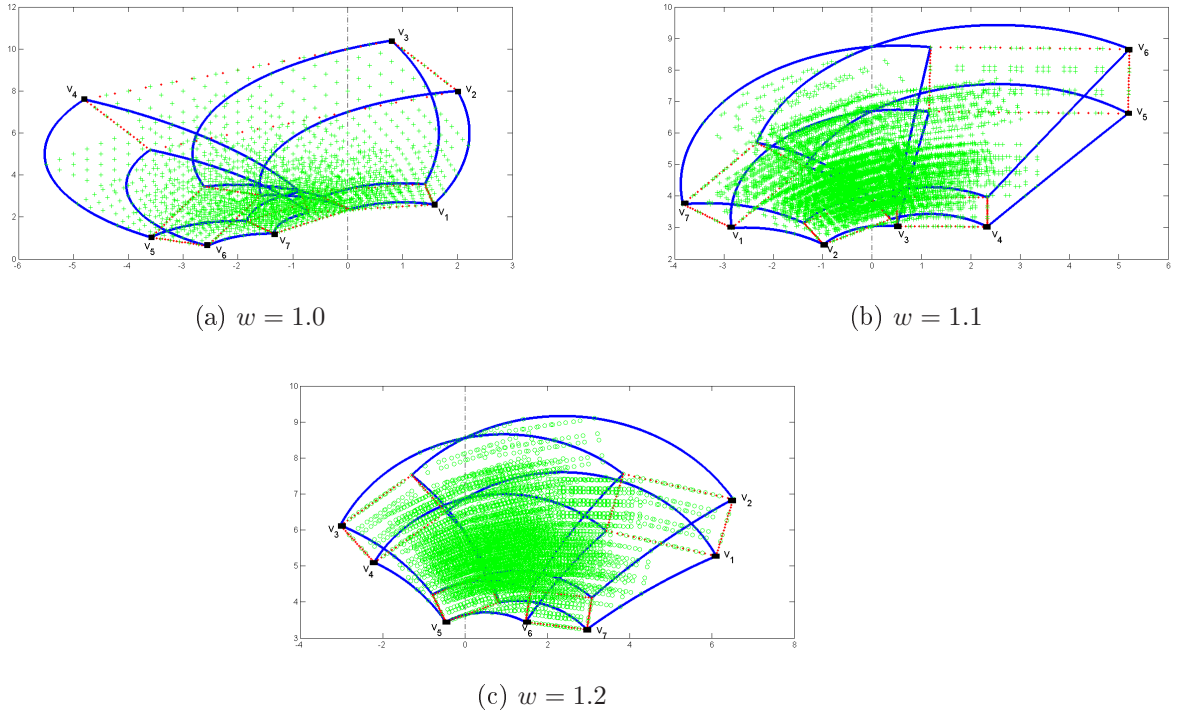 12
10
8
6
4
2
0
-6 -5 -4 -3 -2 -1 0 1 2 3
v3
v2
v4
v1
v5
v6
v7
10
9
8
7
6
5
4
3
2
-4 -3 -2 -1 0 1 2 3 4 5 6
v6
v5
v7
v1
v2
v3
v4
(a) w = 1.0
(b) w = 1.1
10
9
8
7
6
5
4
3
-4 -2 0 2 4 6 8
v3
v2
v4
v1
v5
v6
v7
(c) w = 1.2